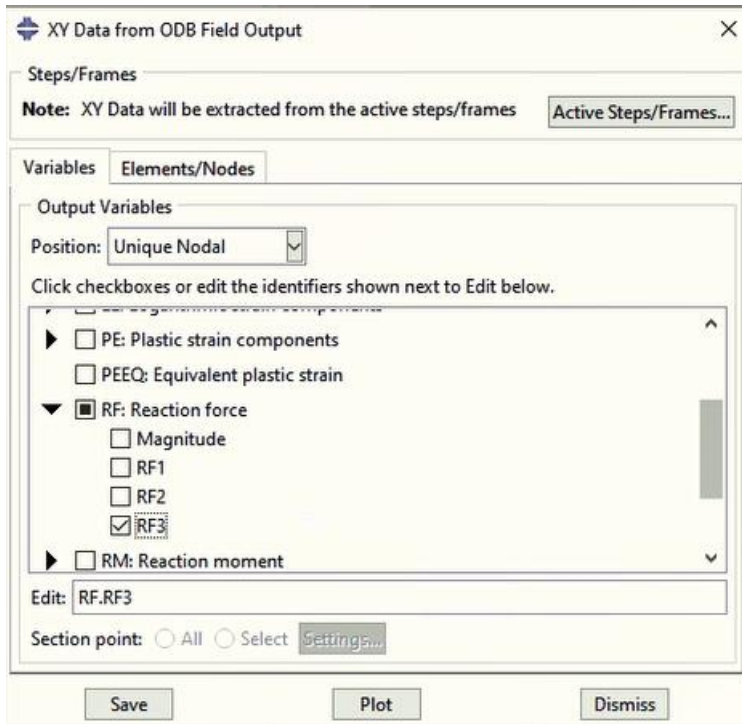 XY Data from ODB Field Output
Steps/Frames
Note: XY Data will be extracted from the active steps/frames Active Steps/Frames...
Variables Elements/Nodes
Output Variables
Position: Unique Nodal
Click checkboxes or edit the identifiers shown next to Edit below.
PE: Plastic strain components
PEEQ: Equivalent plastic strain
RF: Reaction force
Magnitude
RF1
RF2
RF3
RM: Reaction moment
Edit: RF.RF3
Section point: All Select Settings...
Save Plot Dismiss